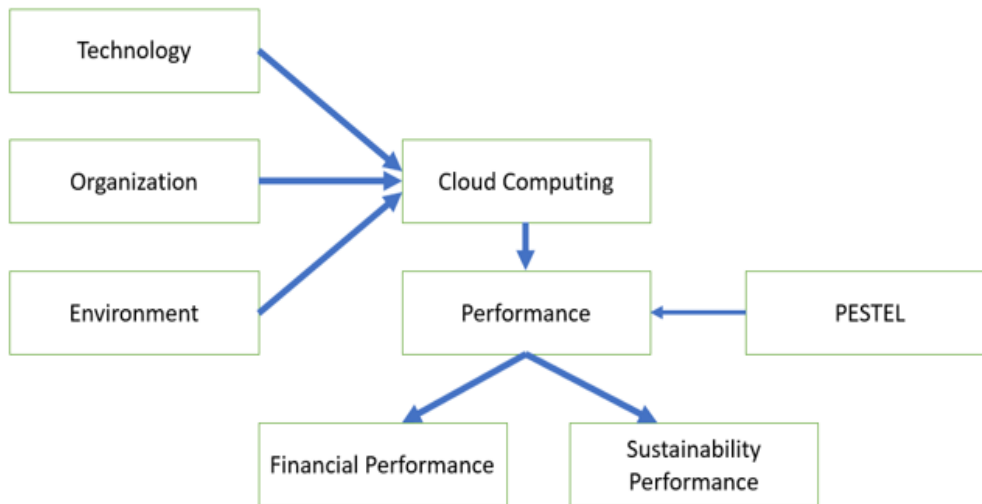 Technology
Organization
Cloud Computing
Environment
Performance
PESTEL
Financial Performance
Sustainability
Performance